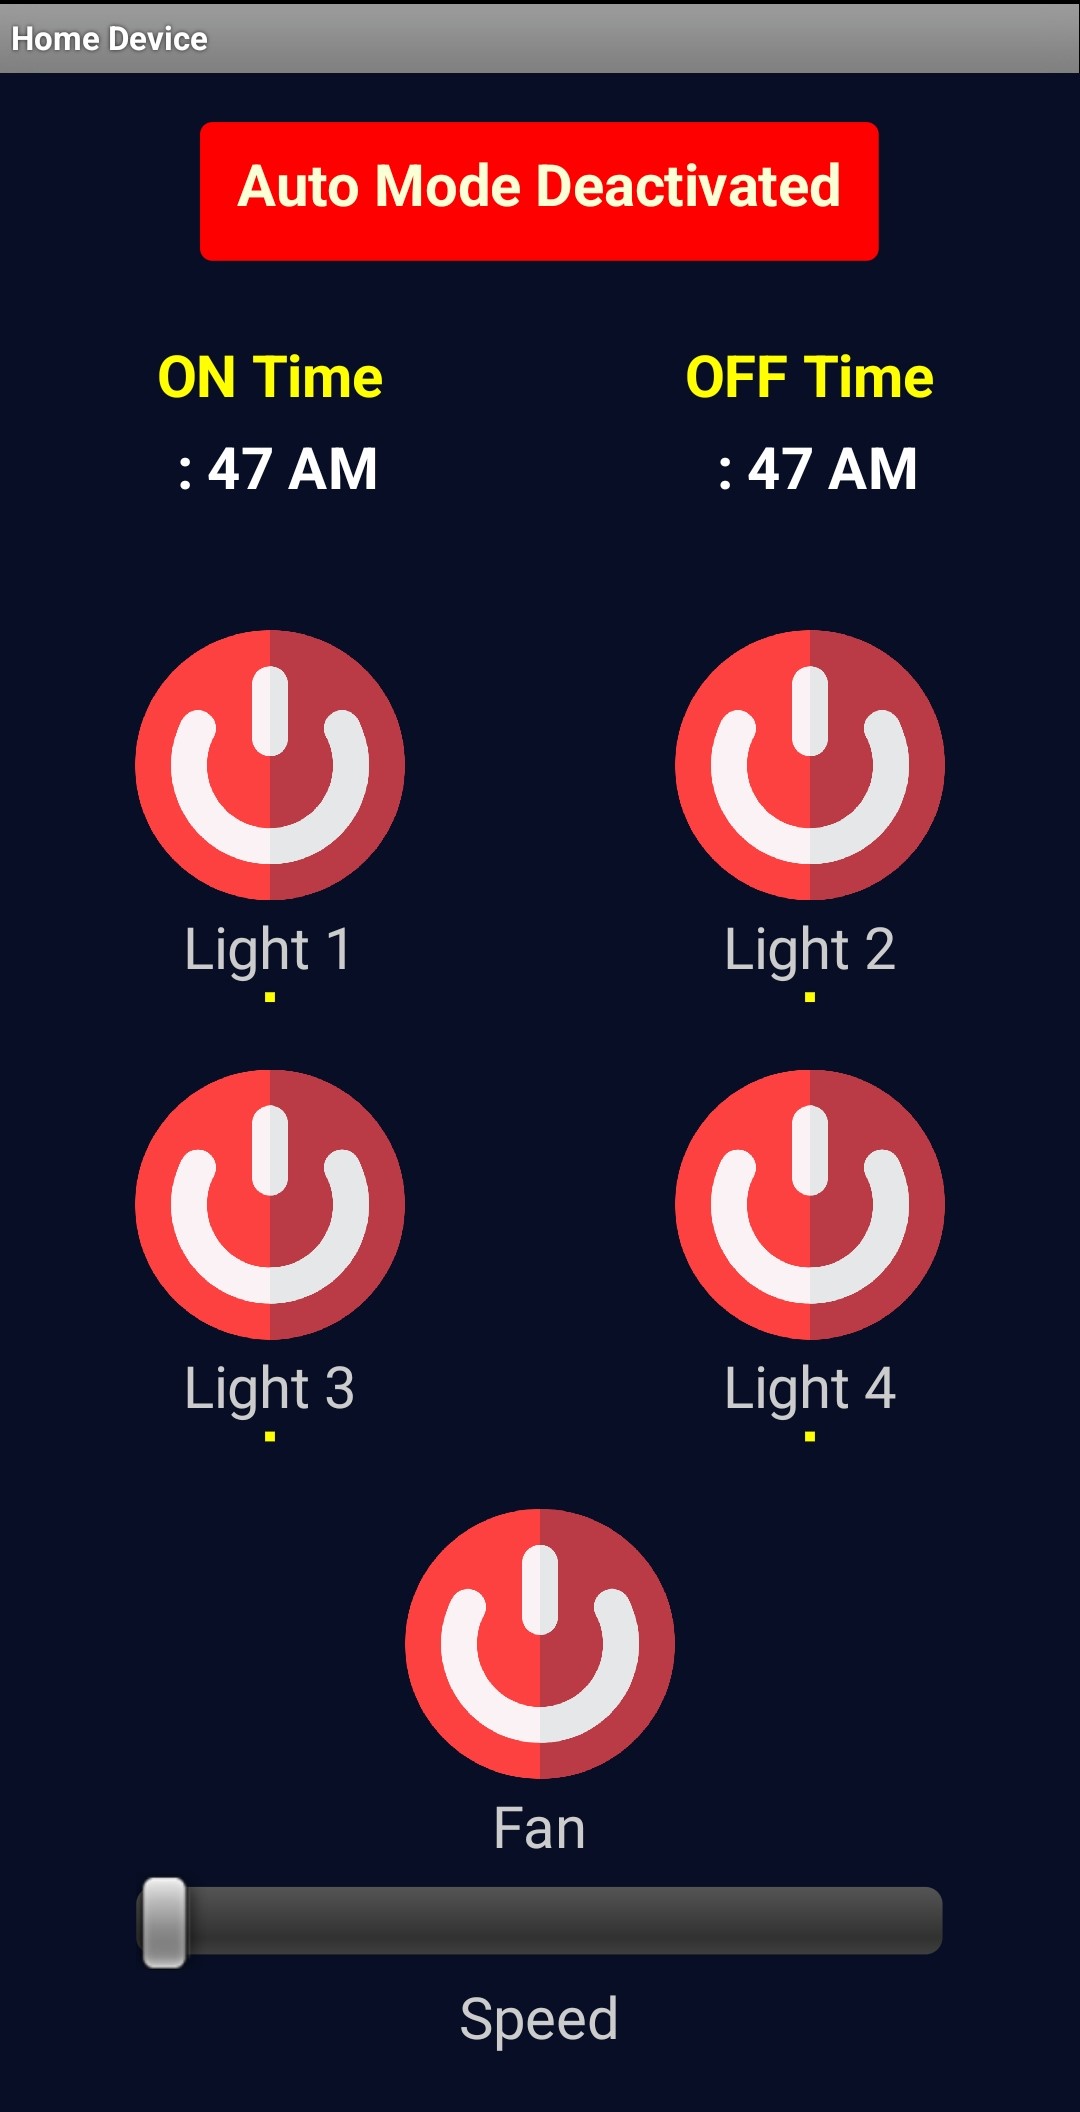 Home Device
Auto Mode Deactivated
ON Time
OFF Time
: 47 AM
: 47 AM
Light 1
Light 2
Light 3
Light 4
Fan
Speed